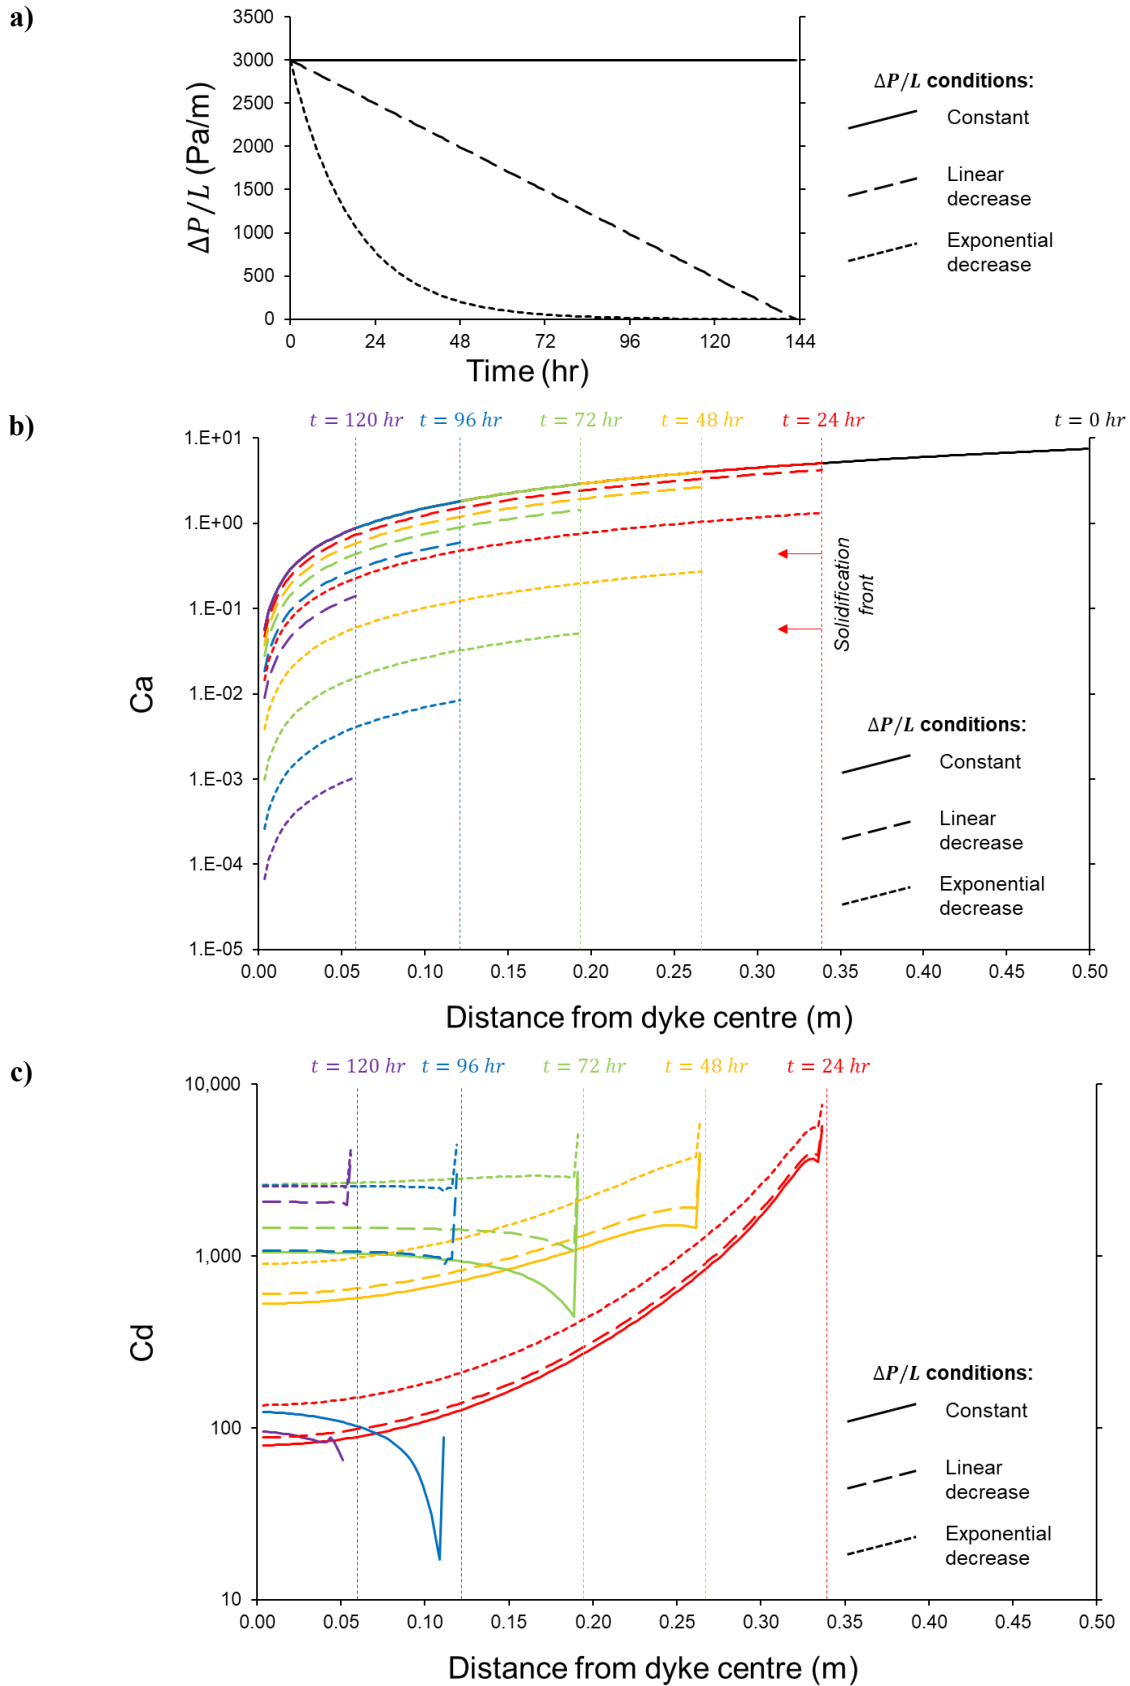 a)
3500
3000
2500
2000
1500
1000
500
0
ΔP/L (Pa/m)
0 24 48 72 96 120 144
Time (hr)
ΔP/L conditions:
Constant
Linear
decrease
Exponential
decrease
b)
t = 120 hr t = 96 hr t = 72 hr t = 48 hr t = 24 hr t = 0 hr
1.E+01
1.E+00
1.E-01
1.E-02
1.E-03
1.E-04
1.E-05
Ca
Solidification
front
ΔP/L conditions:
Constant
Linear
decrease
Exponential
decrease
0.00 0.05 0.10 0.15 0.20 0.25 0.30 0.35 0.40 0.45 0.50
Distance from dyke centre (m)
c)
t = 120 hr t = 96 hr t = 72 hr t = 48 hr t = 24 hr
10,000
1,000
100
10
Cd
ΔP/L conditions:
Constant
Linear
decrease
Exponential
decrease
0.00 0.05 0.10 0.15 0.20 0.25 0.30 0.35 0.40 0.45 0.50
Distance from dyke centre (m)